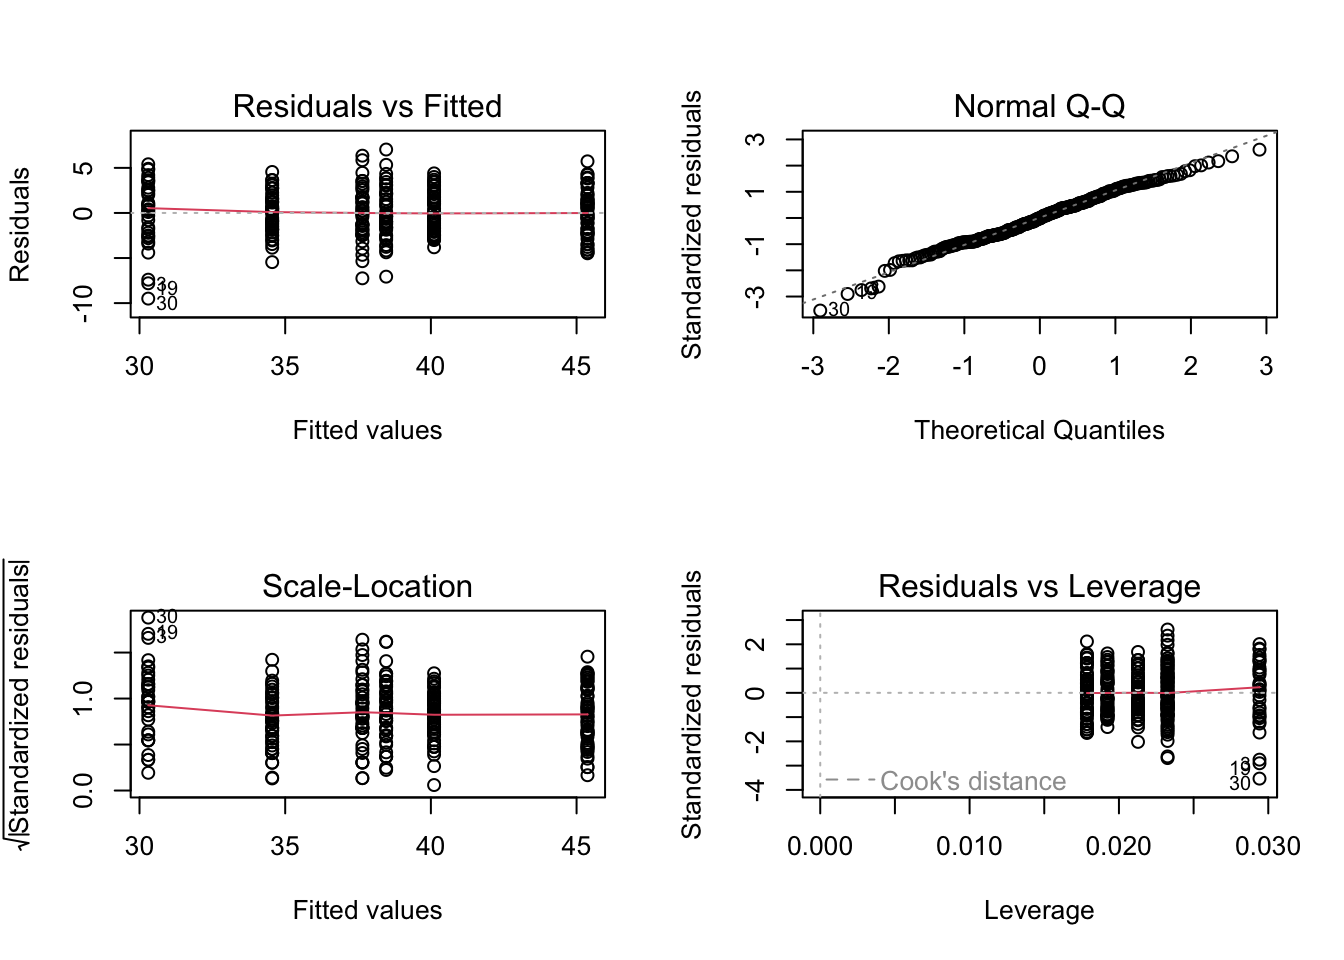 Residuals vs Fitted
Residuals
5
0
-10
3
19
30
30 35 40 45
Fitted values
Normal Q-Q
Standardized residuals
3
1
-1
-3
30
-3 -2 -1 0 1 2 3
Theoretical Quantiles
Scale-Location
√|Standardized residuals|
1.0
0.0
30
19
3
30 35 40 45
Fitted values
Residuals vs Leverage
Standardized residuals
2
0
-2
-4
Cook's distance
3
19
30
0.000 0.010 0.020 0.030
Leverage